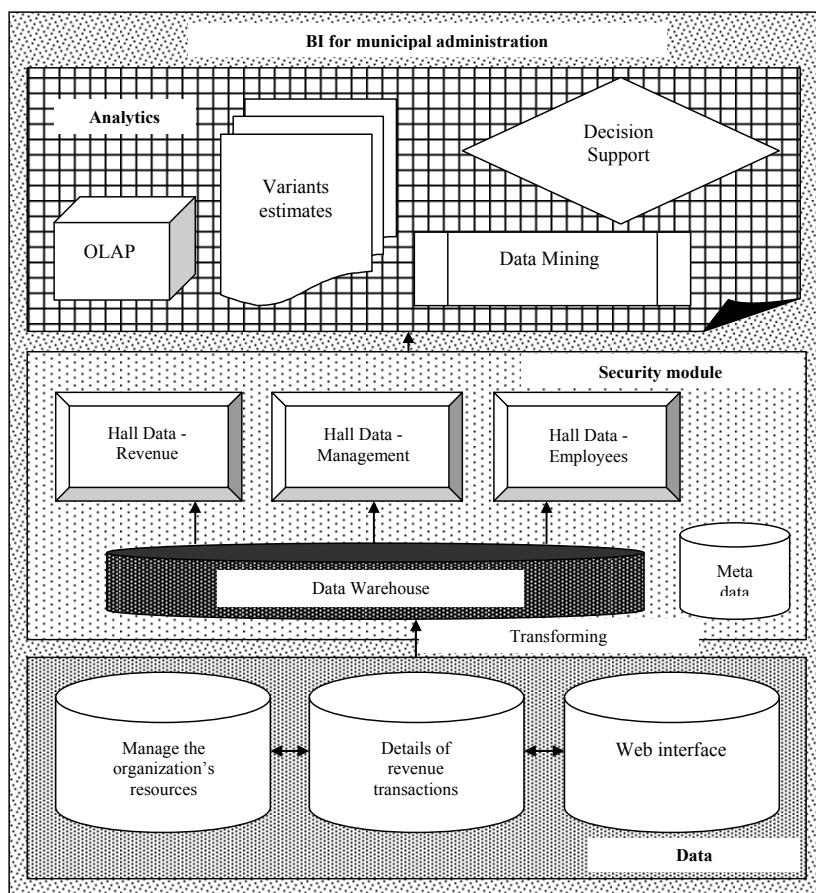 BI for municipal administration
Analytics
Decision
Support
Variants
estimates
OLAP
Data Mining
Security module
Hall Data -
Revenue
Hall Data -
Management
Hall Data -
Employees
Data Warehouse
Meta
data
Transforming
Manage the
organization's
resources
Details of
revenue
transactions
Web interface
Data